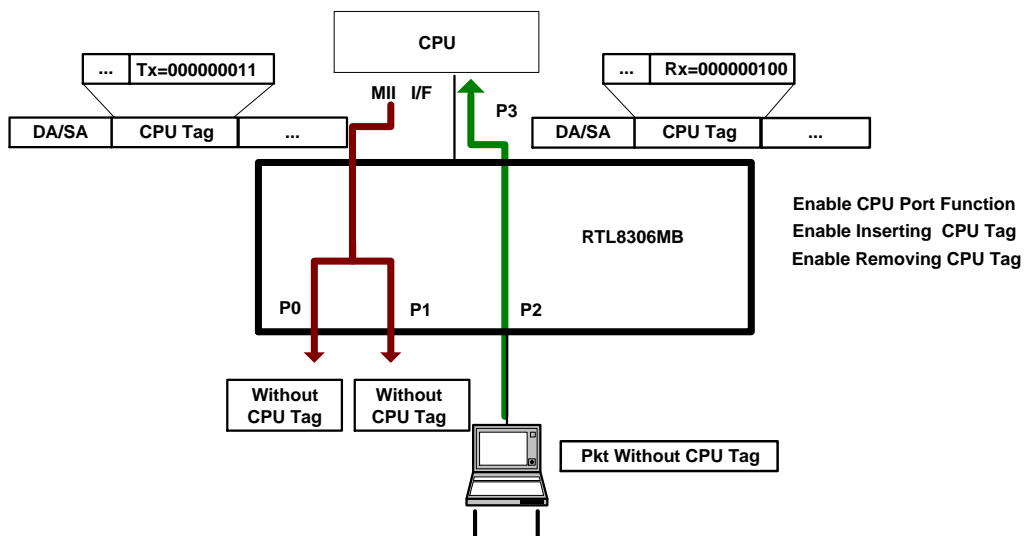 CPU
... Tx=000000011
... Rx=000000100
MII I/F
P3
DA/SA CPU Tag ...
DA/SA CPU Tag ...
Enable CPU Port Function
RTL8306MB
Enable Inserting CPU Tag
Enable Removing CPU Tag
P0
P1
P2
Without
CPU Tag
Without
CPU Tag
Pkt Without CPU Tag